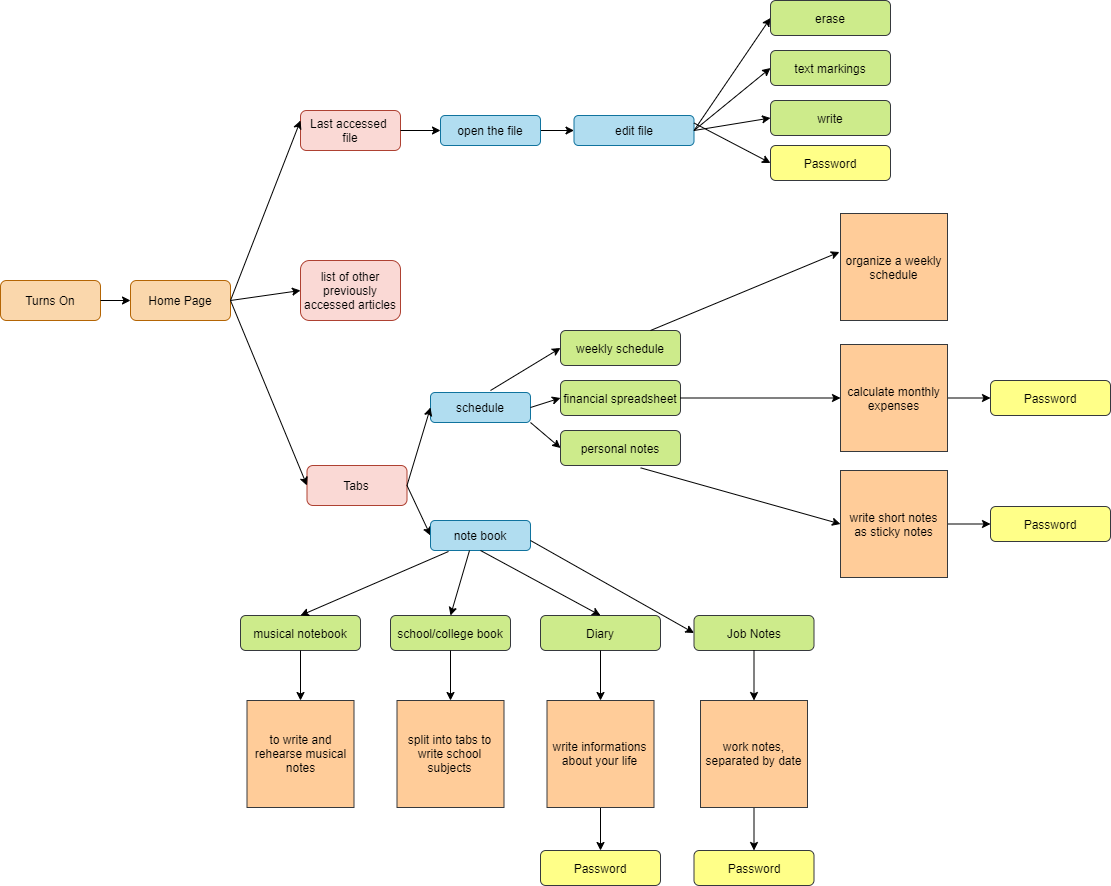 erase
text markings
write
Password
Last accessed
file
open the file
edit file
Turns On
Home Page
list of other
previously
accessed articles
organize a weekly
schedule
weekly schedule
schedule
financial spreadsheet
calculate monthly
expenses
Password
personal notes
Tabs
write short notes
as sticky notes
Password
note book
musical notebook
school/college book
Diary
Job Notes
to write and
rehearse musical
notes
split into tabs to
write school
subjects
write informations
about your life
work notes,
separated by date
Password
Password